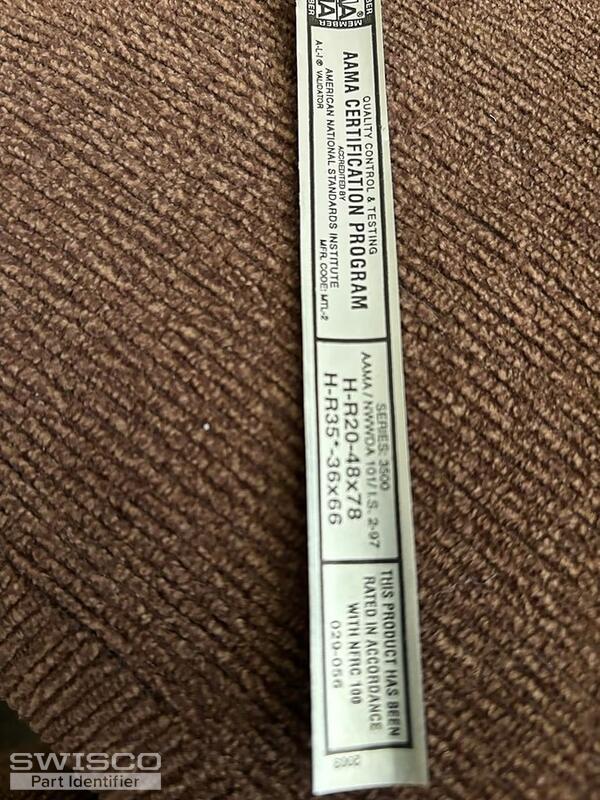 MEMBER
QUALITY CONTROL & TESTING
AAMA CERTIFICATION PROGRAM
ACCREDITED BY
AMERICAN NATIONAL STANDARDS INSTITUTE
A-L-I® VALIDATOR
MFR. CODE: MTL-2
SERIES: 3500
AAMA/NWWDA 101/I.S. 2-97
H-R20-48x78
H-R35*-36x66
THIS PRODUCT HAS BEEN
RATED IN ACCORDANCE
WITH NFRC 100
020-056
SWISCO
Part Identifier